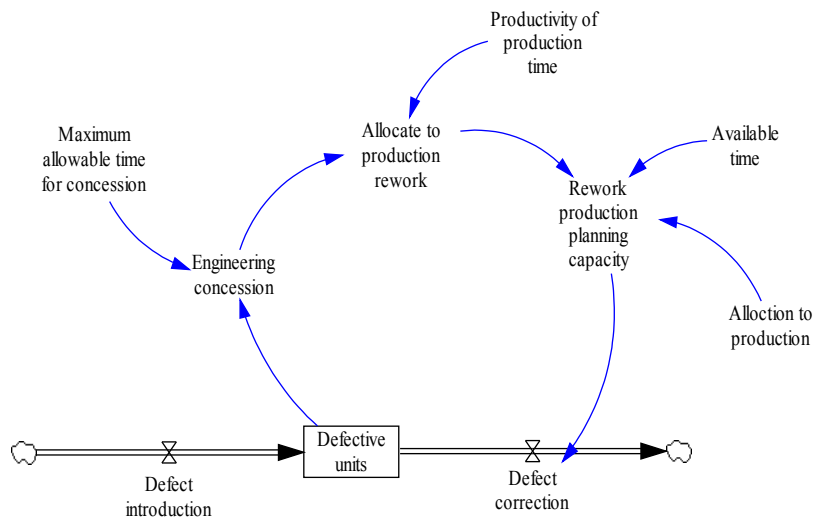 Productivity of
production
time
Maximum
allowable time
for concession
Allocate to
production
rework
Available
time
Rework
production
planning
capacity
Engineering
concession
Alloction to
production
Defective
units
Defect
introduction
Defect
correction